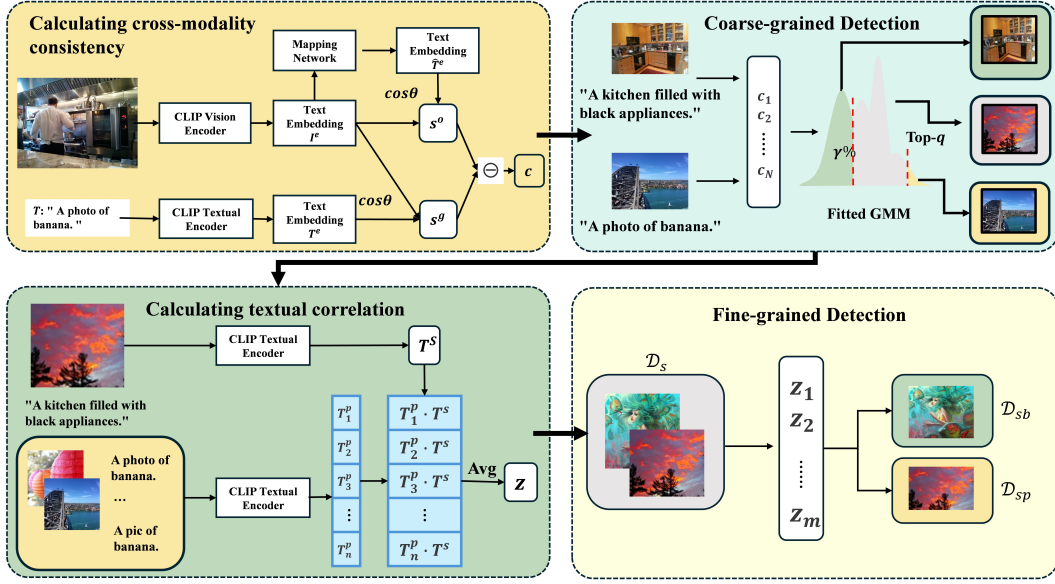 Calculating cross-modality
consistency
Mapping
Network
Text
Embedding
T̃ᵉ
cosθ
CLIP Vision
Encoder
Text
Embedding
Iᵉ
sᵒ
⊖
c
T: " A photo of
banana. "
CLIP Textual
Encoder
Text
Embedding
Tᵉ
cosθ
sᵍ
Coarse-grained Detection
"A kitchen filled with
black appliances."
"A photo of banana."
c₁
c₂
......
c_N
γ%
Top-q
Fitted GMM
Calculating textual correlation
"A kitchen filled with
black appliances."
CLIP Textual
Encoder
Tˢ
A photo of
banana.
...
A pic of
banana.
CLIP Textual
Encoder
T₁ᵖ
T₂ᵖ
T₃ᵖ
⋮
Tₙᵖ
T₁ᵖ · Tˢ
T₂ᵖ · Tˢ
T₃ᵖ · Tˢ
⋮
Tₙᵖ · Tˢ
Avg
z
Fine-grained Detection
𝒟ₛ
z₁
z₂
......
zₘ
𝒟_sb
𝒟_sp